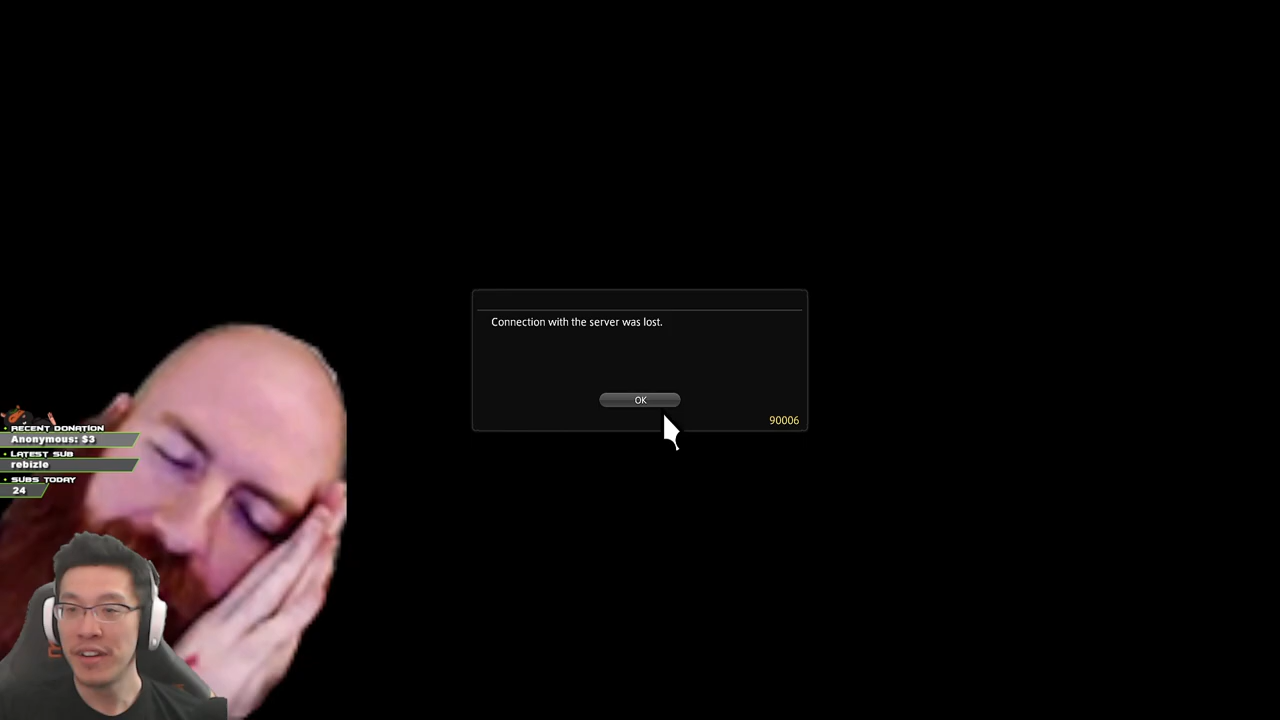 Connection with the server was lost.
OK
90006
RECENT DONATION
Anonymous: $3
LATEST SUB
rebizle
SUBS TODAY
24